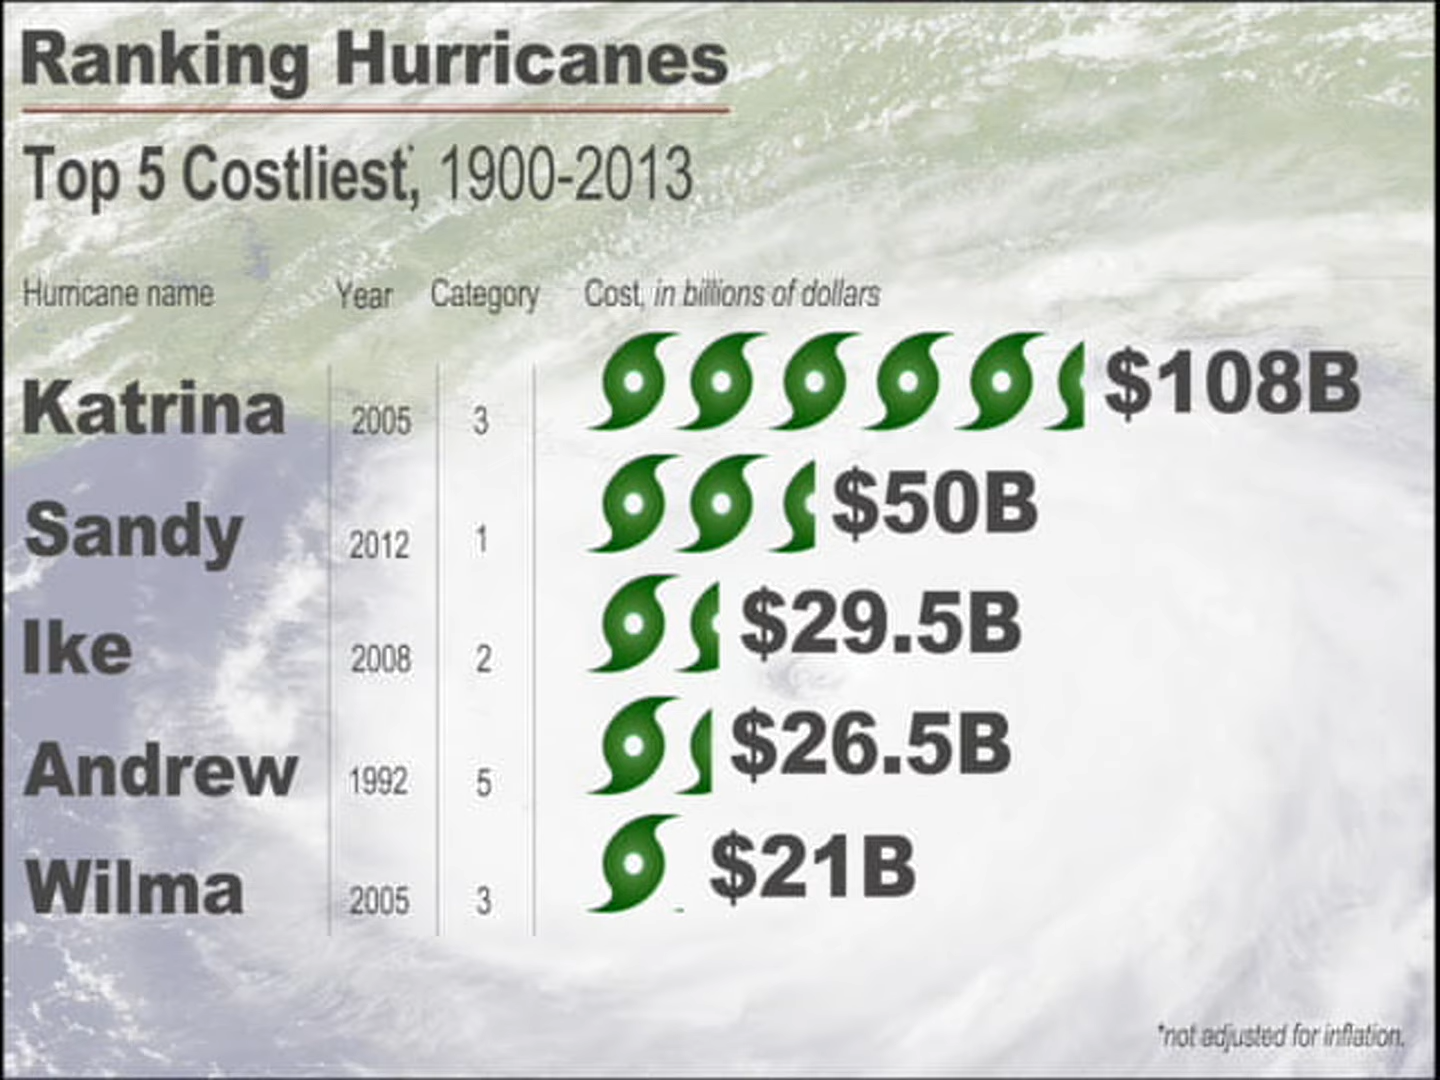 Ranking Hurricanes
Top 5 Costliest*, 1900-2013
Hurricane name Year Category Cost, in billions of dollars
Katrina 2005 3 $108B
Sandy 2012 1 $50B
Ike 2008 2 $29.5B
Andrew 1992 5 $26.5B
Wilma 2005 3 $21B
*not adjusted for inflation.